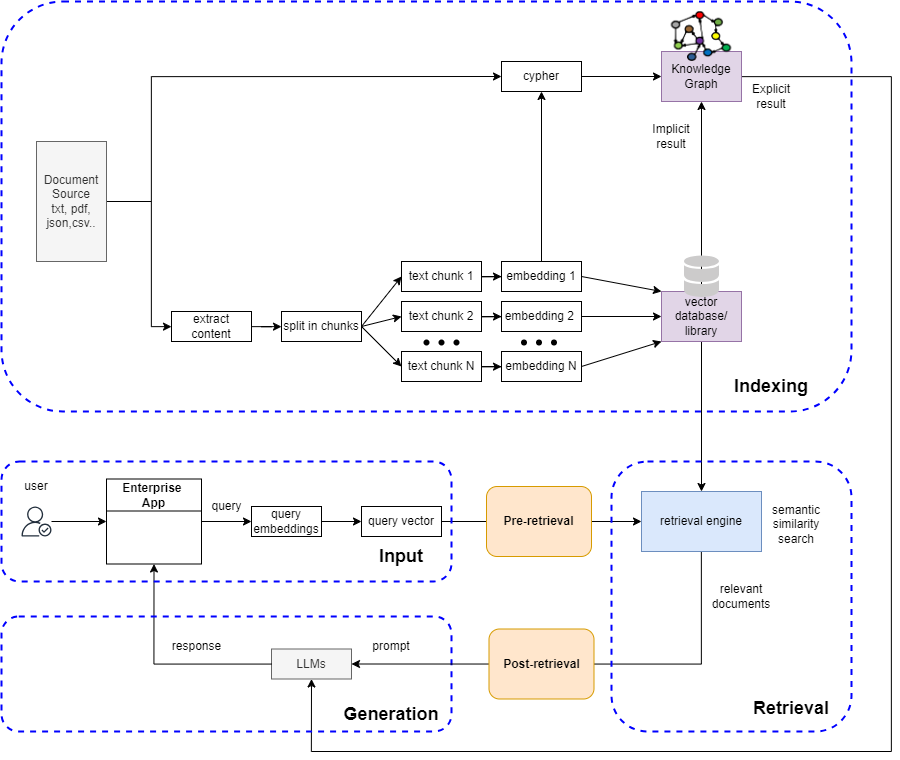 Knowledge
Graph
cypher
Explicit
result
Implicit
result
Document
Source
txt, pdf,
json,csv..
text chunk 1
embedding 1
extract
content
split in chunks
text chunk 2
embedding 2
vector
database/
library
text chunk N
embedding N
Indexing
user
Enterprise
App
query
query
embeddings
query vector
Input
Pre-retrieval
retrieval engine
semantic
similarity
search
relevant
documents
response
LLMs
prompt
Post-retrieval
Generation
Retrieval